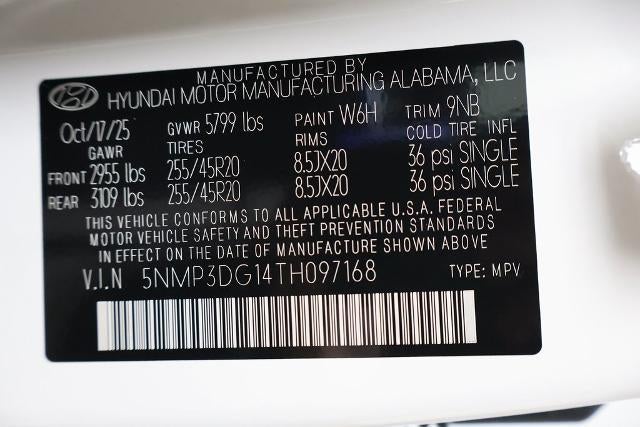 MANUFACTURED BY
HYUNDAI MOTOR MANUFACTURING ALABAMA, LLC
Oct/17/25 GVWR 5799 lbs PAINT W6H TRIM 9NB
GAWR TIRES RIMS COLD TIRE INFL
FRONT 2955 lbs 255/45R20 8.5JX20 36 psi SINGLE
REAR 3109 lbs 255/45R20 8.5JX20 36 psi SINGLE
THIS VEHICLE CONFORMS TO ALL APPLICABLE U.S.A. FEDERAL
MOTOR VEHICLE SAFETY AND THEFT PREVENTION STANDARDS
IN EFFECT ON THE DATE OF MANUFACTURE SHOWN ABOVE
V.I.N 5NMP3DG14TH097168 TYPE: MPV